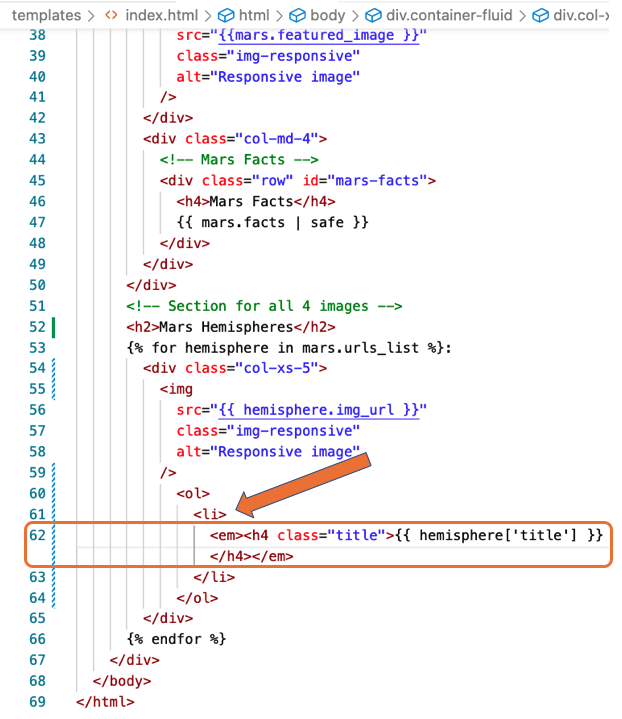 templates > <> index.html > html > body > div.container-fluid > div.col-x
38 src="{{mars.featured_image }}"
39 class="img-responsive"
40 alt="Responsive image"
41 />
42 </div>
43 <div class="col-md-4">
44 <!-- Mars Facts -->
45 <div class="row" id="mars-facts">
46 <h4>Mars Facts</h4>
47 {{ mars.facts | safe }}
48 </div>
49 </div>
50 </div>
51 <!-- Section for all 4 images -->
52 <h2>Mars Hemispheres</h2>
53 {% for hemisphere in mars.urls_list %}:
54 <div class="col-xs-5">
55 <img
56 src="{{ hemisphere.img_url }}"
57 class="img-responsive"
58 alt="Responsive image"
59 />
60 <ol>
61 <li>
62 <em><h4 class="title">{{ hemisphere['title'] }}
</h4></em>
63 </li>
64 </ol>
65 </div>
66 {% endfor %}
67 </div>
68 </body>
69 </html>